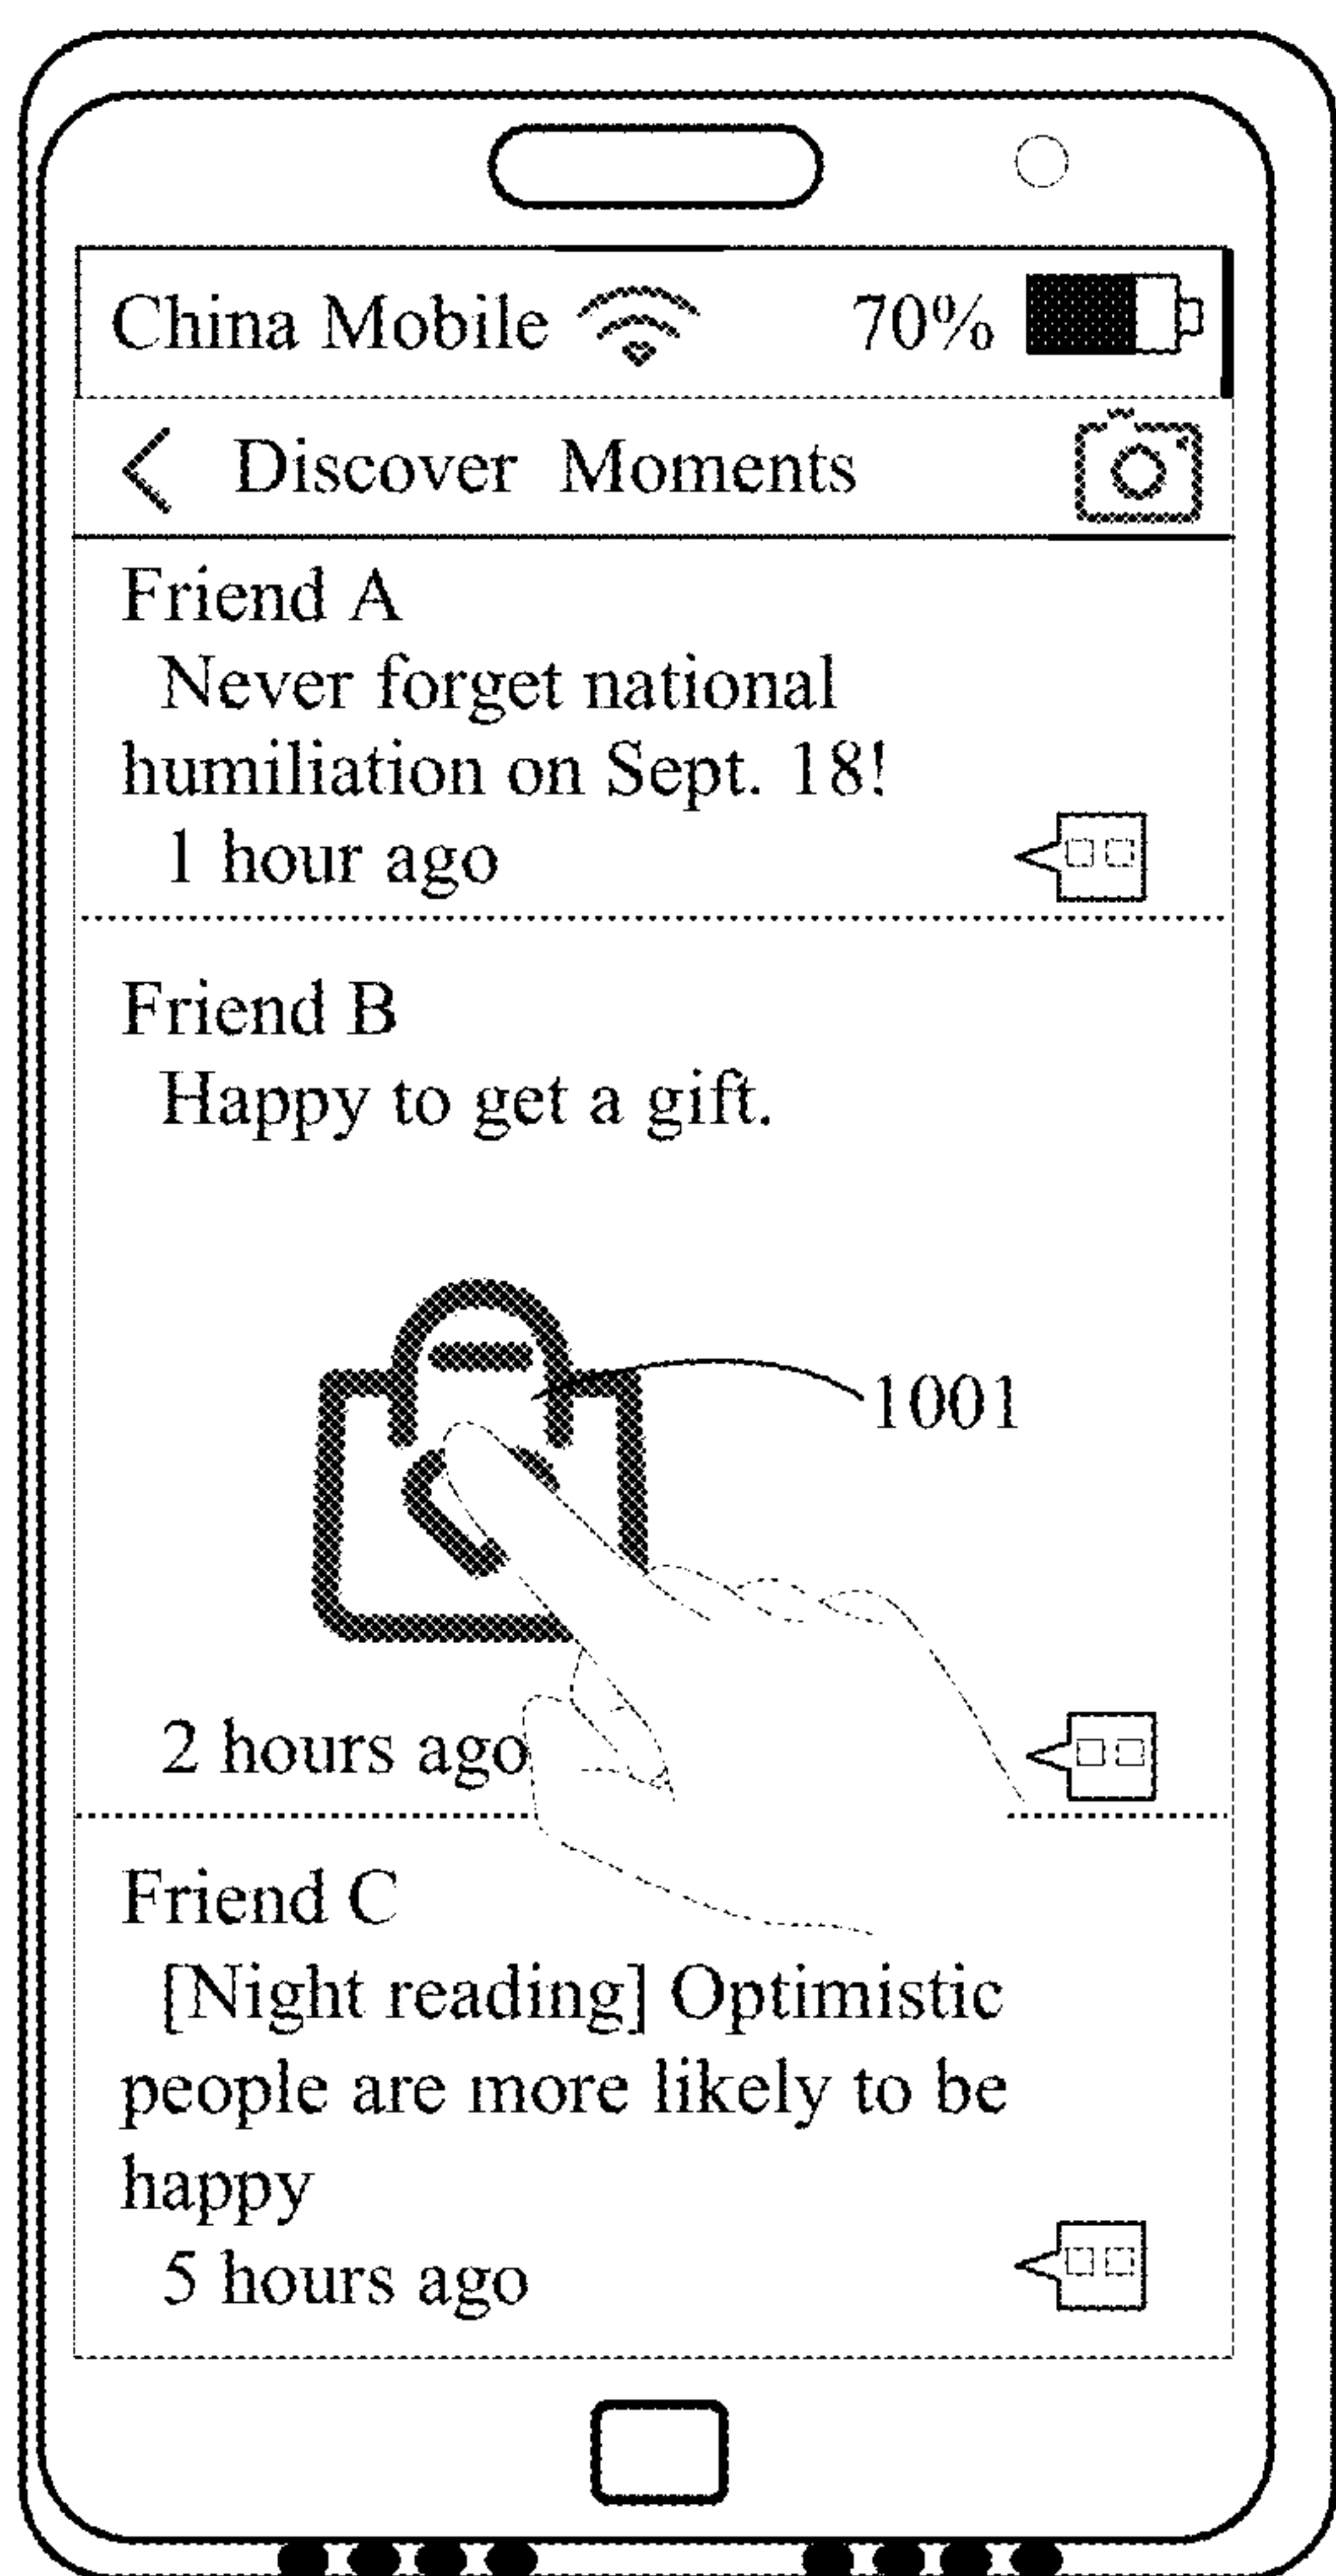 China Mobile 70%
Discover Moments
Friend A
Never forget national
humiliation on Sept. 18!
1 hour ago
Friend B
Happy to get a gift.
1001
2 hours ago
Friend C
[Night reading] Optimistic
people are more likely to be
happy
5 hours ago